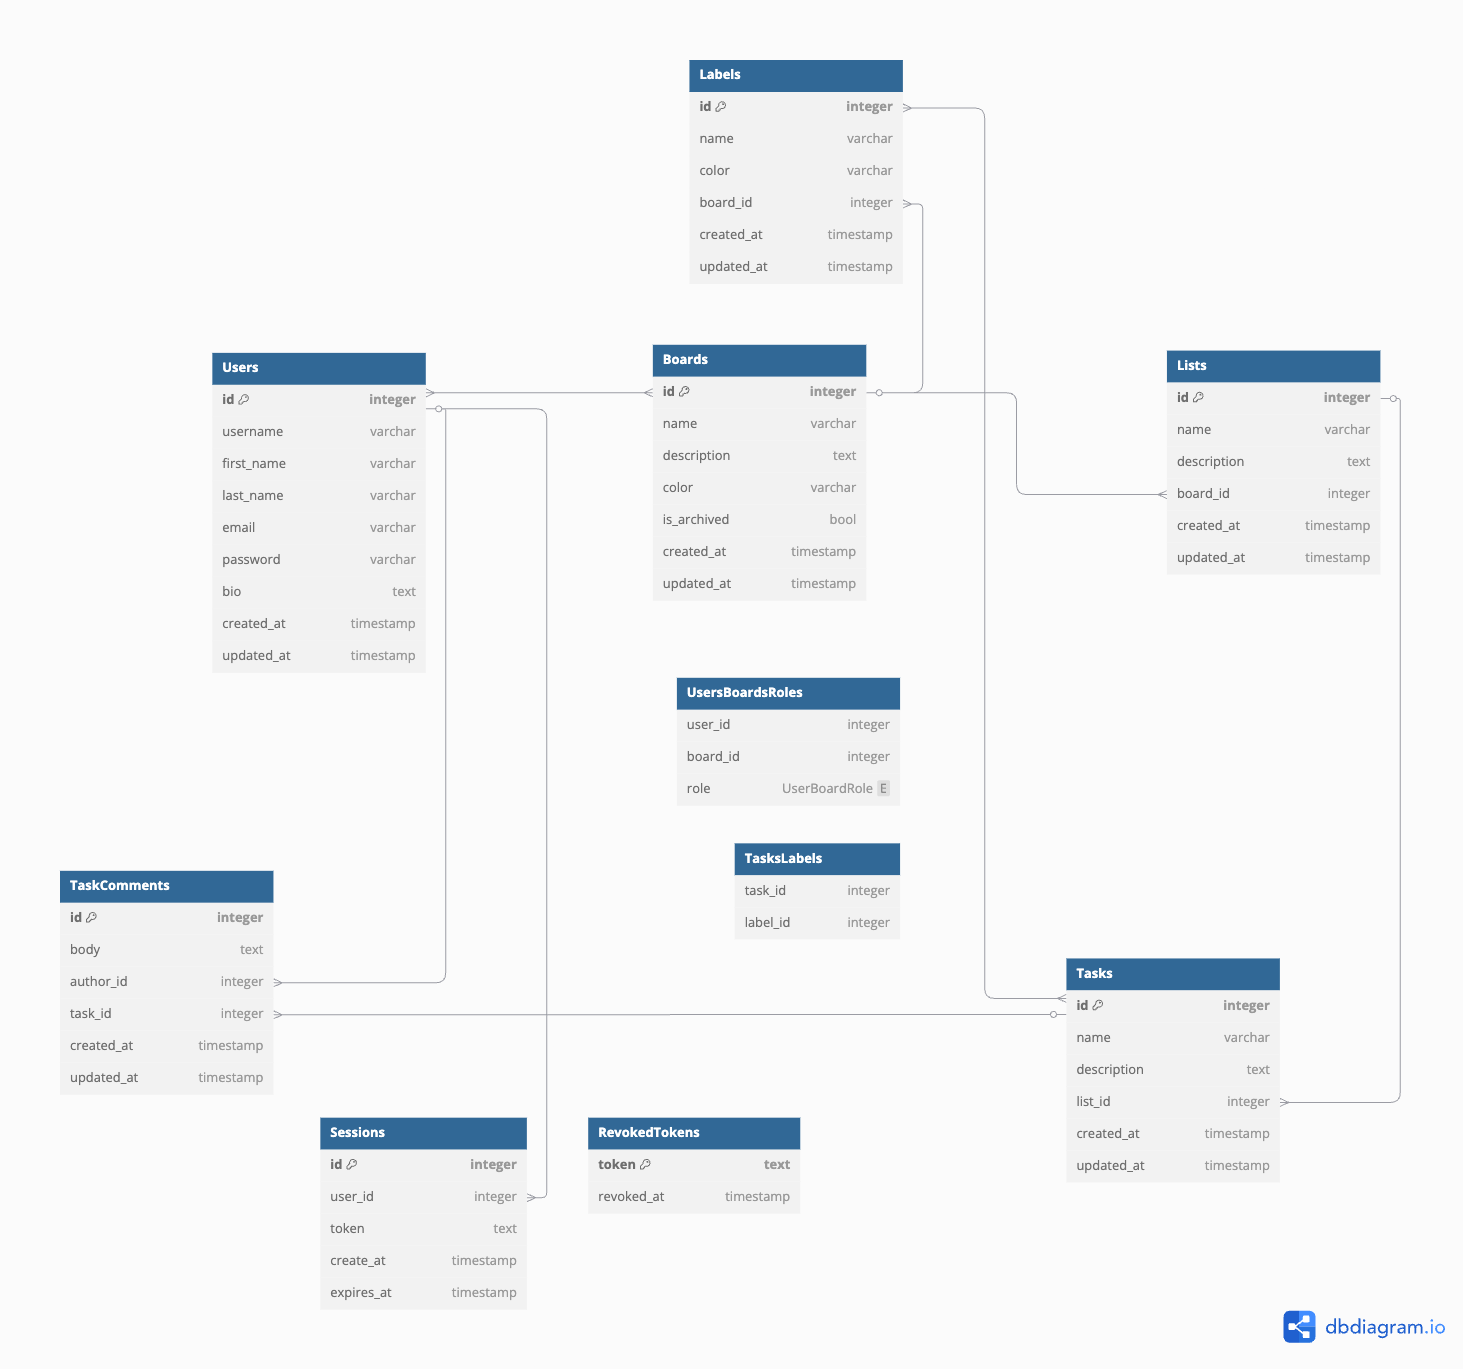 Labels
id integer
name varchar
color varchar
board_id integer
created_at timestamp
updated_at timestamp
Users
id integer
username varchar
first_name varchar
last_name varchar
email varchar
password varchar
bio text
created_at timestamp
updated_at timestamp
Boards
id integer
name varchar
description text
color varchar
is_archived bool
created_at timestamp
updated_at timestamp
Lists
id integer
name varchar
description text
board_id integer
created_at timestamp
updated_at timestamp
UsersBoardsRoles
user_id integer
board_id integer
role UserBoardRole E
TasksLabels
task_id integer
label_id integer
TaskComments
id integer
body text
author_id integer
task_id integer
created_at timestamp
updated_at timestamp
Tasks
id integer
name varchar
description text
list_id integer
created_at timestamp
updated_at timestamp
Sessions
id integer
user_id integer
token text
create_at timestamp
expires_at timestamp
RevokedTokens
token text
revoked_at timestamp
dbdiagram.io